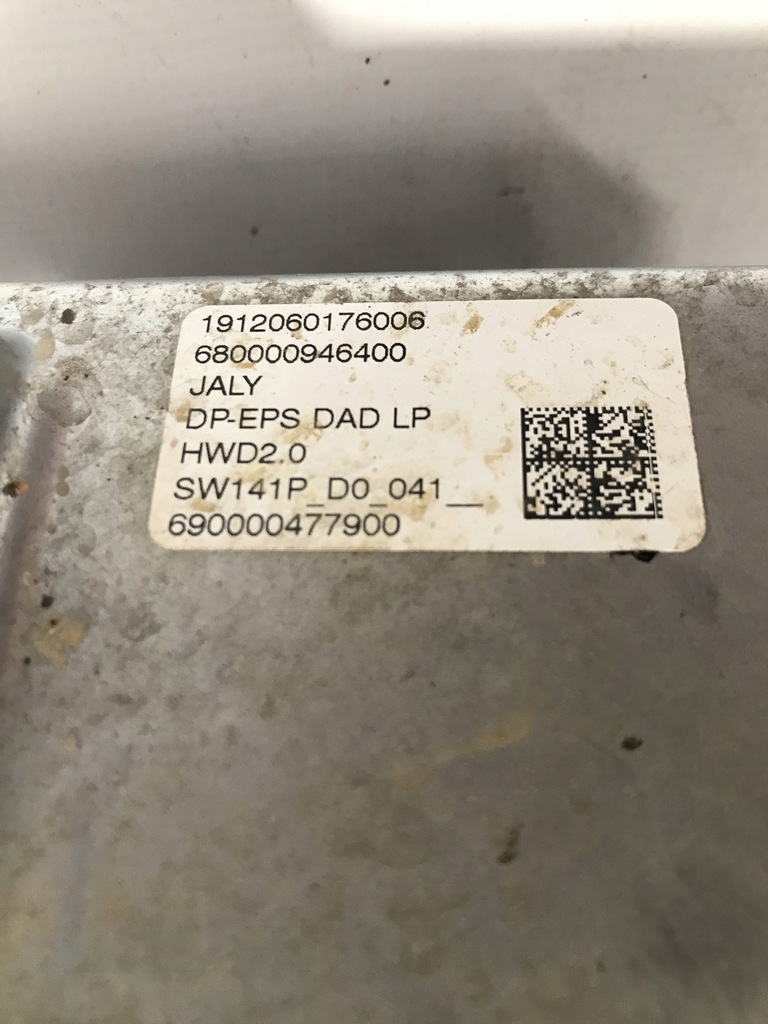 1912060176006
680000946400
JALY
DP-EPS DAD LP
HWD2.0
SW141P_D0_041__
690000477900